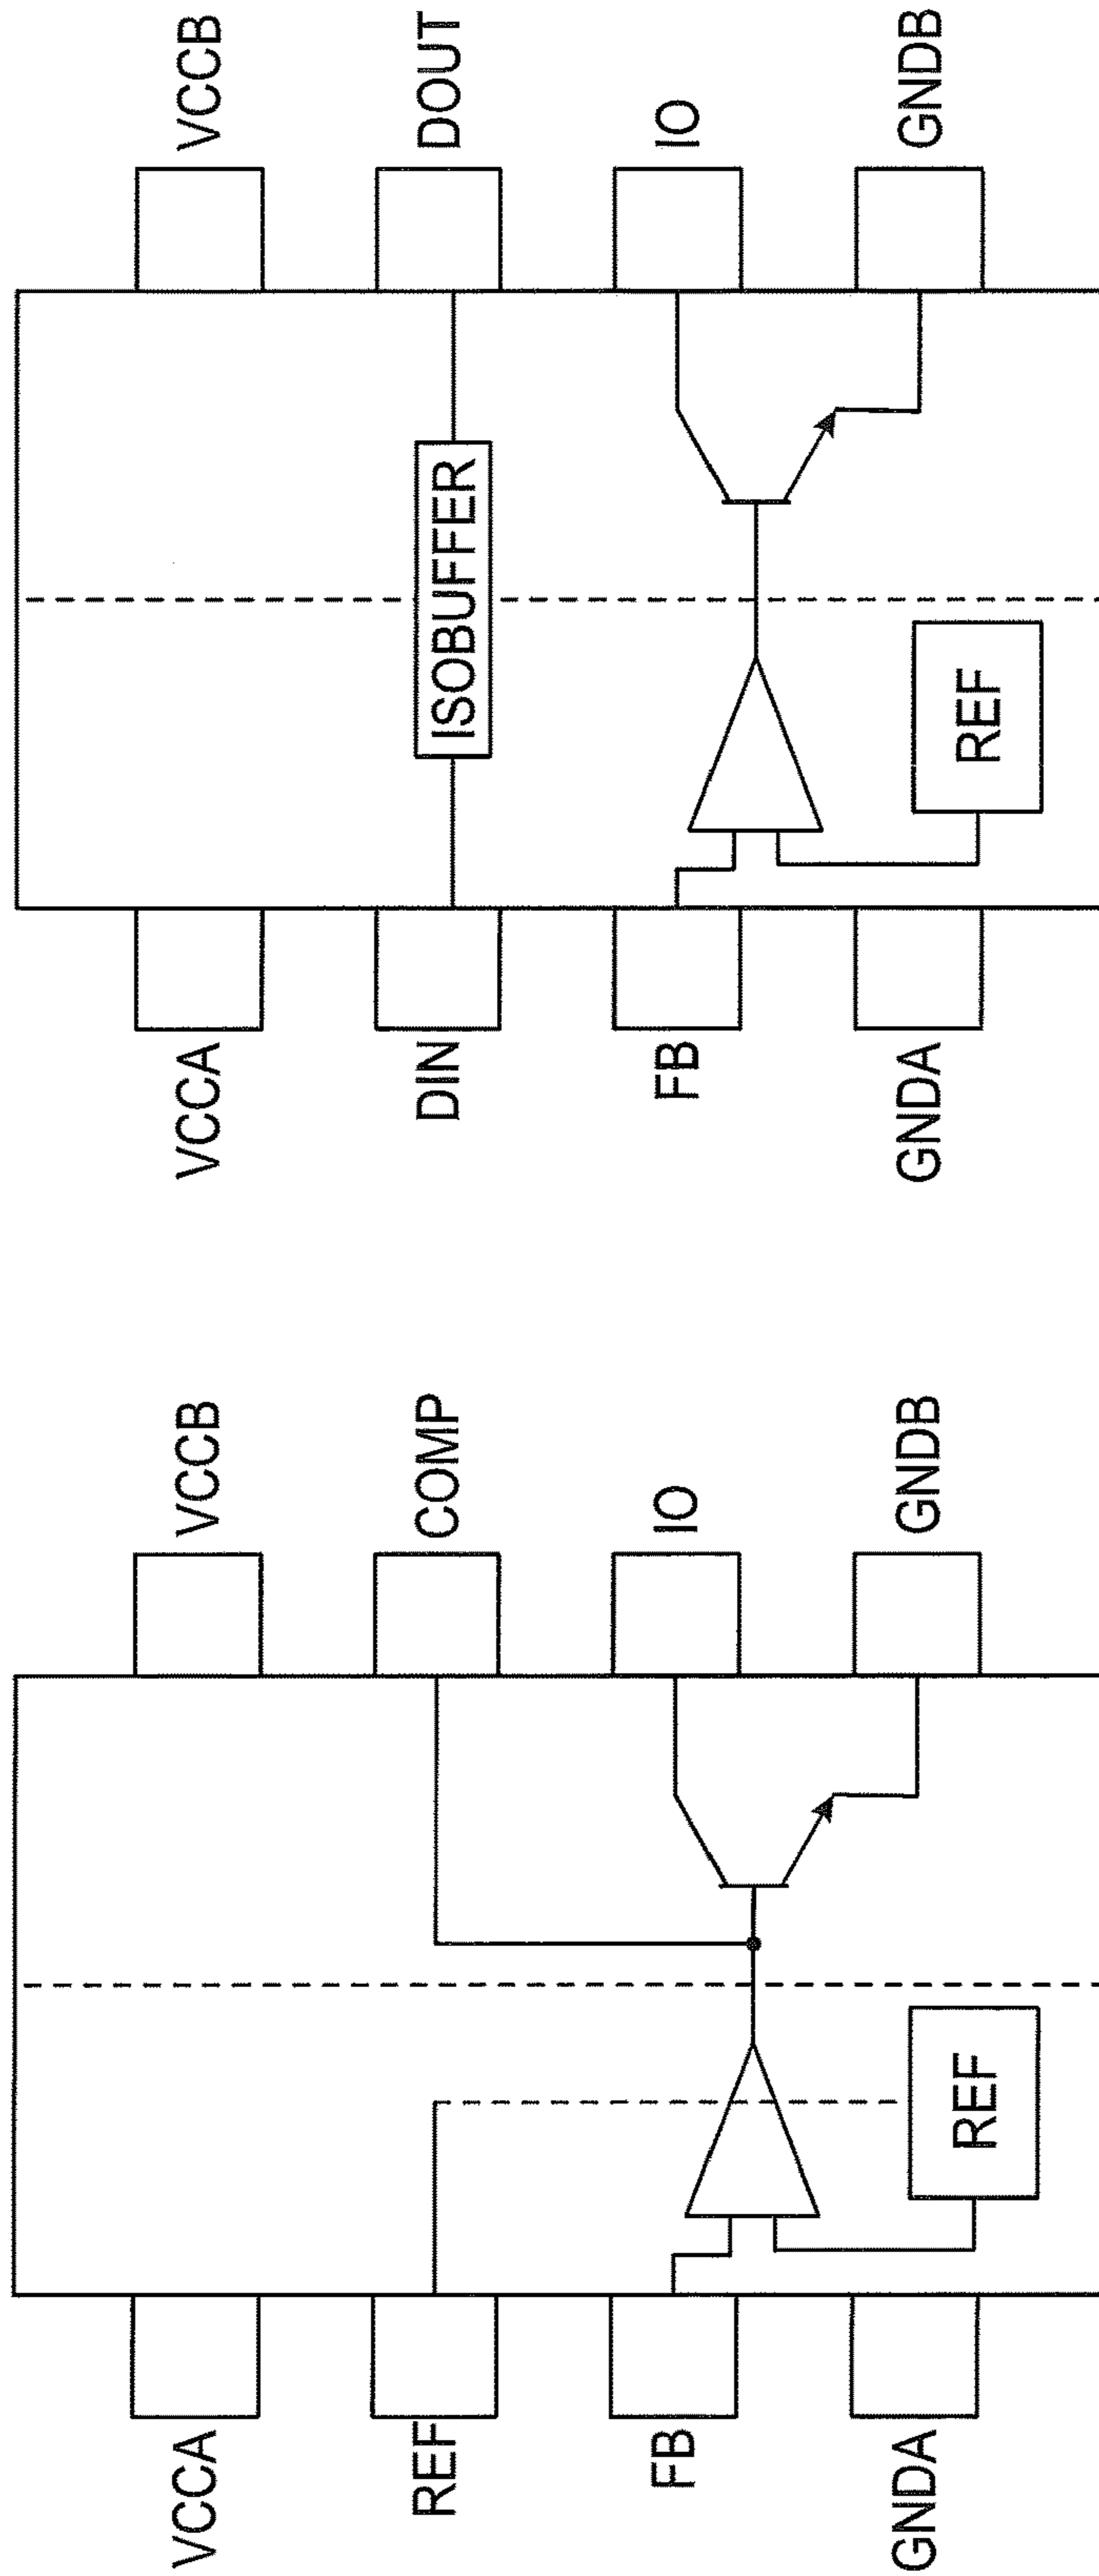 VCCA
VCCB
REF
COMP
FB
IO
REF
GNDA
GNDB
VCCA
VCCB
DIN
ISOBUFFER
DOUT
FB
IO
REF
GNDA
GNDB